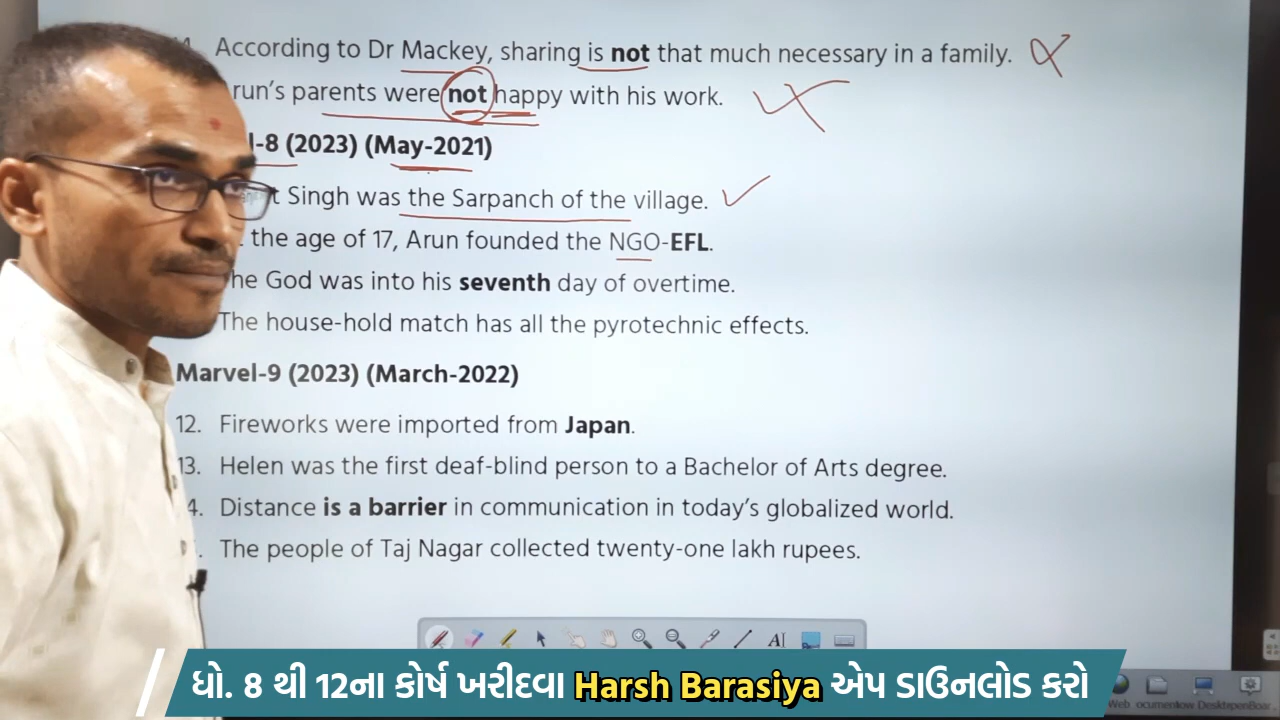 According to Dr Mackey, sharing is not that much necessary in a family.
run's parents were not happy with his work.
-8 (2023) (May-2021)
t Singh was the Sarpanch of the village.
the age of 17, Arun founded the NGO-EFL.
he God was into his seventh day of overtime.
The house-hold match has all the pyrotechnic effects.
Marvel-9 (2023) (March-2022)
12. Fireworks were imported from Japan.
13. Helen was the first deaf-blind person to a Bachelor of Arts degree.
4. Distance is a barrier in communication in today's globalized world.
. The people of Taj Nagar collected twenty-one lakh rupees.
AI
ધો. 8 થી 12ના કોર્ષ ખરીદવા Harsh Barasiya એપ ડાઉનલોડ કરો
Web